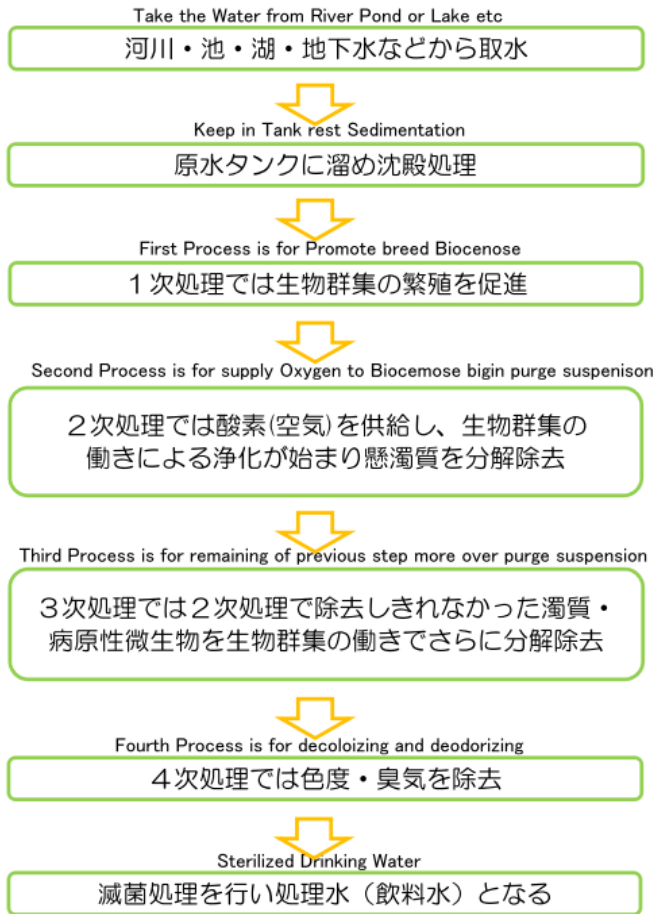 Take the Water from River Pond or Lake etc
河川・池・湖・地下水などから取水
Keep in Tank rest Sedimentation
原水タンクに溜め沈殿処理
First Process is for Promote breed Biocenose
１次処理では生物群集の繁殖を促進
Second Process is for supply Oxygen to Biocemose bigin purge suspenison
２次処理では酸素(空気)を供給し、生物群集の
働きによる浄化が始まり懸濁質を分解除去
Third Process is for remaining of previous step more over purge suspension
３次処理では２次処理で除去しきれなかった濁質・
病原性微生物を生物群集の働きでさらに分解除去
Fourth Process is for decoloizing and deodorizing
４次処理では色度・臭気を除去
Sterilized Drinking Water
滅菌処理を行い処理水（飲料水）となる